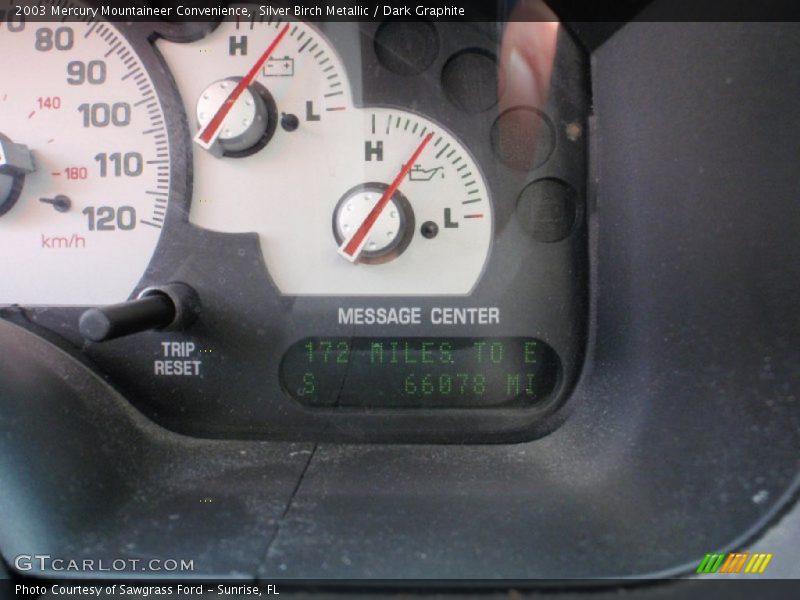 2003 Mercury Mountaineer Convenience, Silver Birch Metallic / Dark Graphite
80
90
100
110
120
140
180
km/h
H
L
H
L
MESSAGE CENTER
172 MILES TO E
S 66078 MI
TRIP
RESET
GTCARLOT.COM
Photo Courtesy of Sawgrass Ford - Sunrise, FL